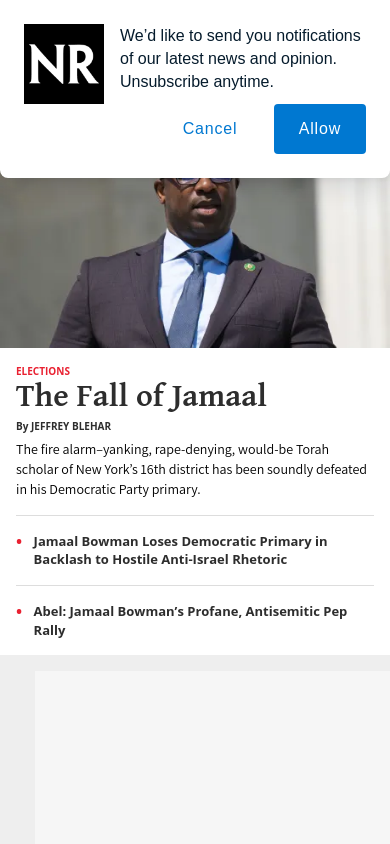 NR
We’d like to send you notifications
of our latest news and opinion.
Unsubscribe anytime.
Cancel
Allow
ELECTIONS
The Fall of Jamaal
By JEFFREY BLEHAR
The fire alarm–yanking, rape-denying, would-be Torah
scholar of New York’s 16th district has been soundly defeated
in his Democratic Party primary.
• Jamaal Bowman Loses Democratic Primary in
Backlash to Hostile Anti-Israel Rhetoric
• Abel: Jamaal Bowman’s Profane, Antisemitic Pep
Rally